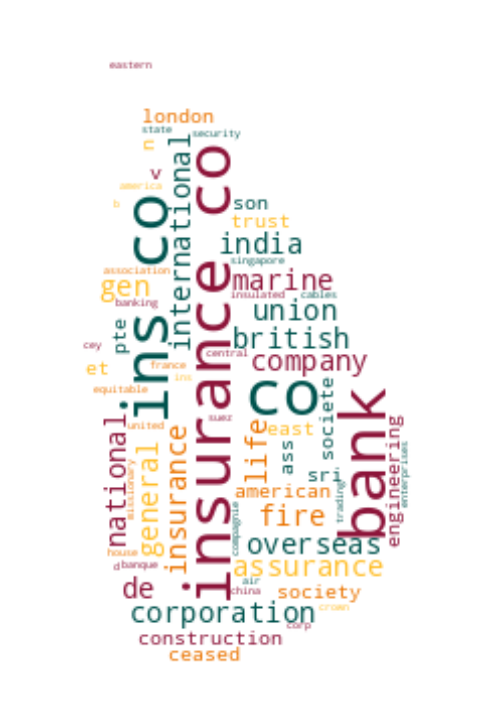 eastern
london
state
security
n
international
v
insurance co
america
ins co
b
son
trust
india
singapore
association
marine
gen
insulated
cables
banking
union
pte
british
cey
central
company
et
france
ins
co
equitable
bank
societe
suez
national
united
east
life
general
insurance
engineering
ass
missionary
enterprises
sri
trading
american
compagnie
fire
overseas
house
d
banque
assurance
air
de
china
society
corporation
crown
corp
construction
ceased